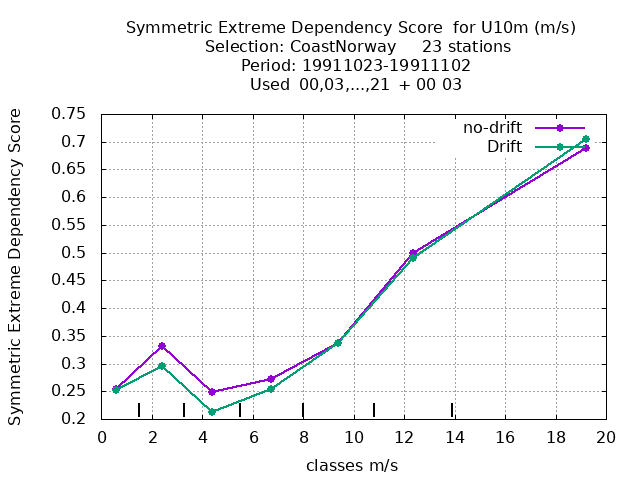 Symmetric Extreme Dependency Score  for U10m (m/s)
Selection: CoastNorway     23 stations
Period: 19911023-19911102
Used  00,03,...,21  + 00 03
Symmetric Extreme Dependency Score
0.75
0.7
0.65
0.6
0.55
0.5
0.45
0.4
0.35
0.3
0.25
0.2
no-drift
Drift
0 2 4 6 8 10 12 14 16 18 20
classes m/s